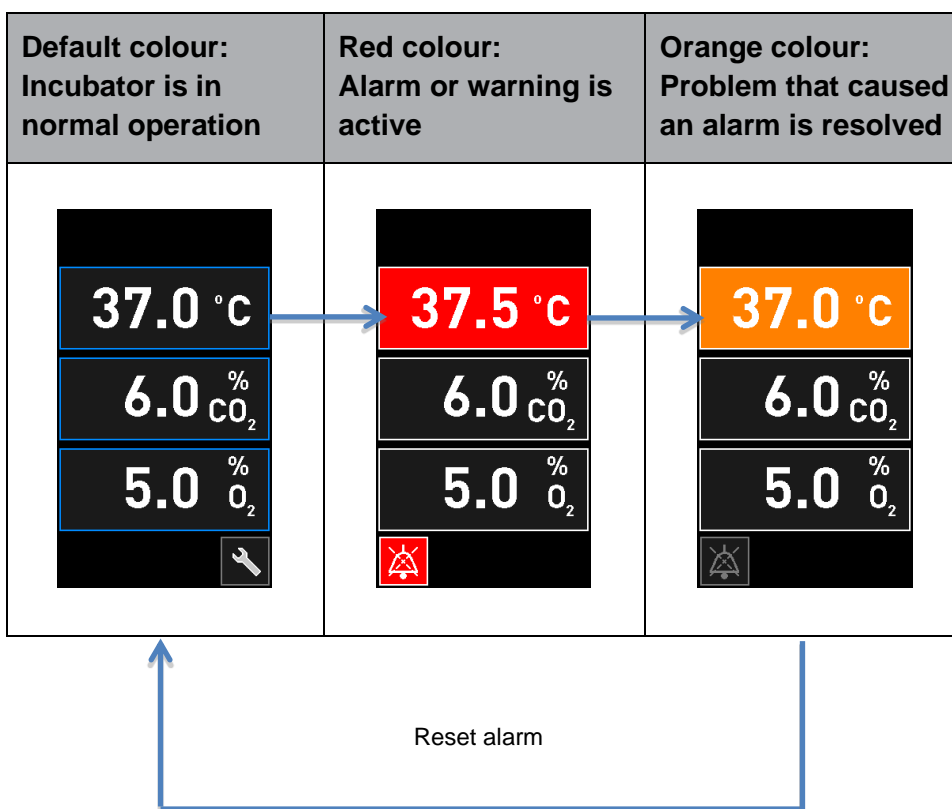 Default colour:
Incubator is in
normal operation
Red colour:
Alarm or warning is
active
Orange colour:
Problem that caused
an alarm is resolved
37.0 °C
6.0 % CO₂
5.0 % O₂
37.5 °C
6.0 % CO₂
5.0 % O₂
37.0 °C
6.0 % CO₂
5.0 % O₂
Reset alarm